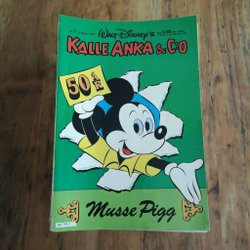 WALT DISNEY'S
KALLE ANKA & C:O
50 år
Musse Pigg